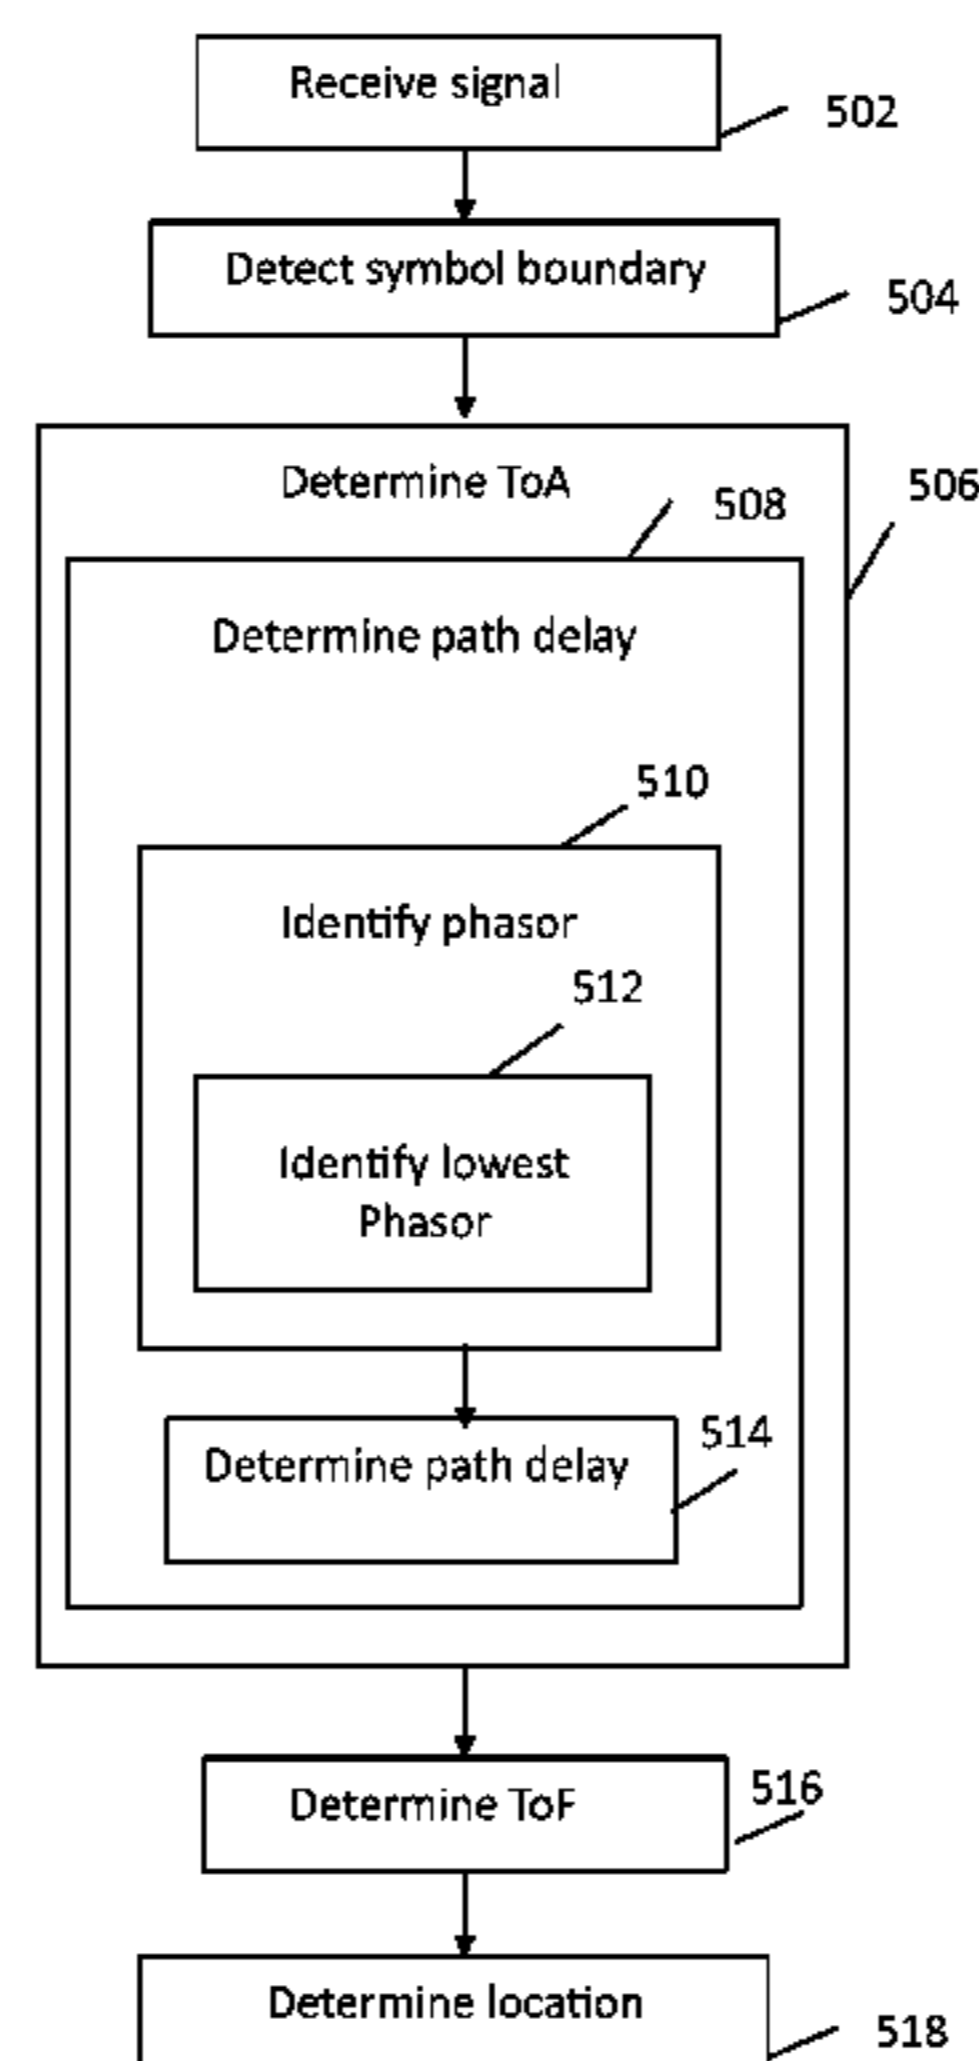 Receive signal
502
Detect symbol boundary
504
Determine ToA
506
508
Determine path delay
510
Identify phasor
512
Identify lowest
Phasor
514
Determine path delay
Determine ToF
516
Determine location
518